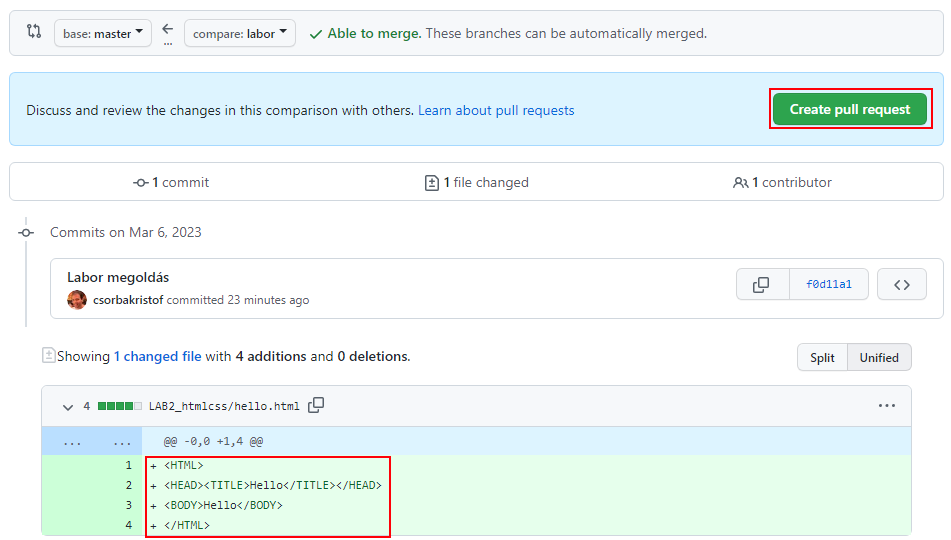 base: master ... compare: labor Able to merge. These branches can be automatically merged.
Discuss and review the changes in this comparison with others. Learn about pull requests Create pull request
1 commit 1 file changed 1 contributor
Commits on Mar 6, 2023
Labor megoldás
csorbakristof committed 23 minutes ago f0d11a1
Showing 1 changed file with 4 additions and 0 deletions. Split Unified
4 LAB2_htmlcss/hello.html ...
... ... @@ -0,0 +1,4 @@
1 + <HTML>
2 + <HEAD><TITLE>Hello</TITLE></HEAD>
3 + <BODY>Hello</BODY>
4 + </HTML>